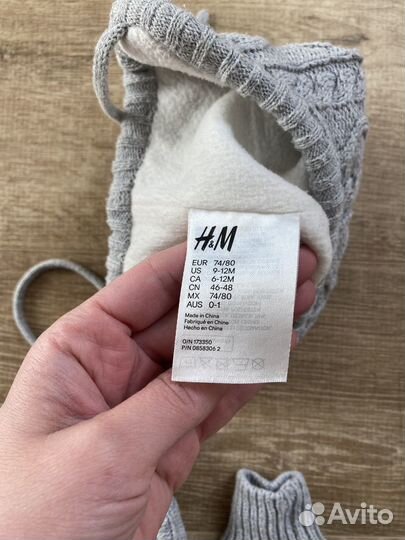 H&M
EUR 74/80
US 9-12M
CA 6-12M
CN 46-48
MX 74/80
AUS 0-1
Made in China
Fabriqué en Chine
Hecho en China
O/N 173350
P/N 0858306 2
Avito